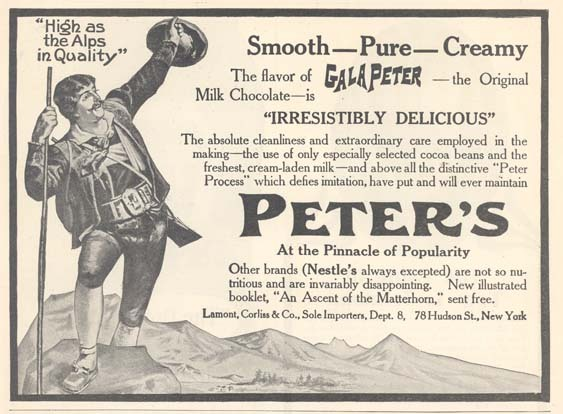 "High as
the Alps
in Quality"
Smooth—Pure—Creamy
The flavor of GALA PETER —the Original
Milk Chocolate—is
"IRRESISTIBLY DELICIOUS"
The absolute cleanliness and extraordinary care employed in the
making—the use of only especially selected cocoa beans and the
freshest, cream-laden milk—and above all the distinctive "Peter
Process" which defies imitation, have put and will ever maintain
PETER'S
At the Pinnacle of Popularity
Other brands (Nestle's always excepted) are not so nu-
tritious and are invariably disappointing. New illustrated
booklet, "An Ascent of the Matterhorn," sent free.
Lamont, Corliss & Co., Sole Importers, Dept. 8, 78 Hudson St., New York